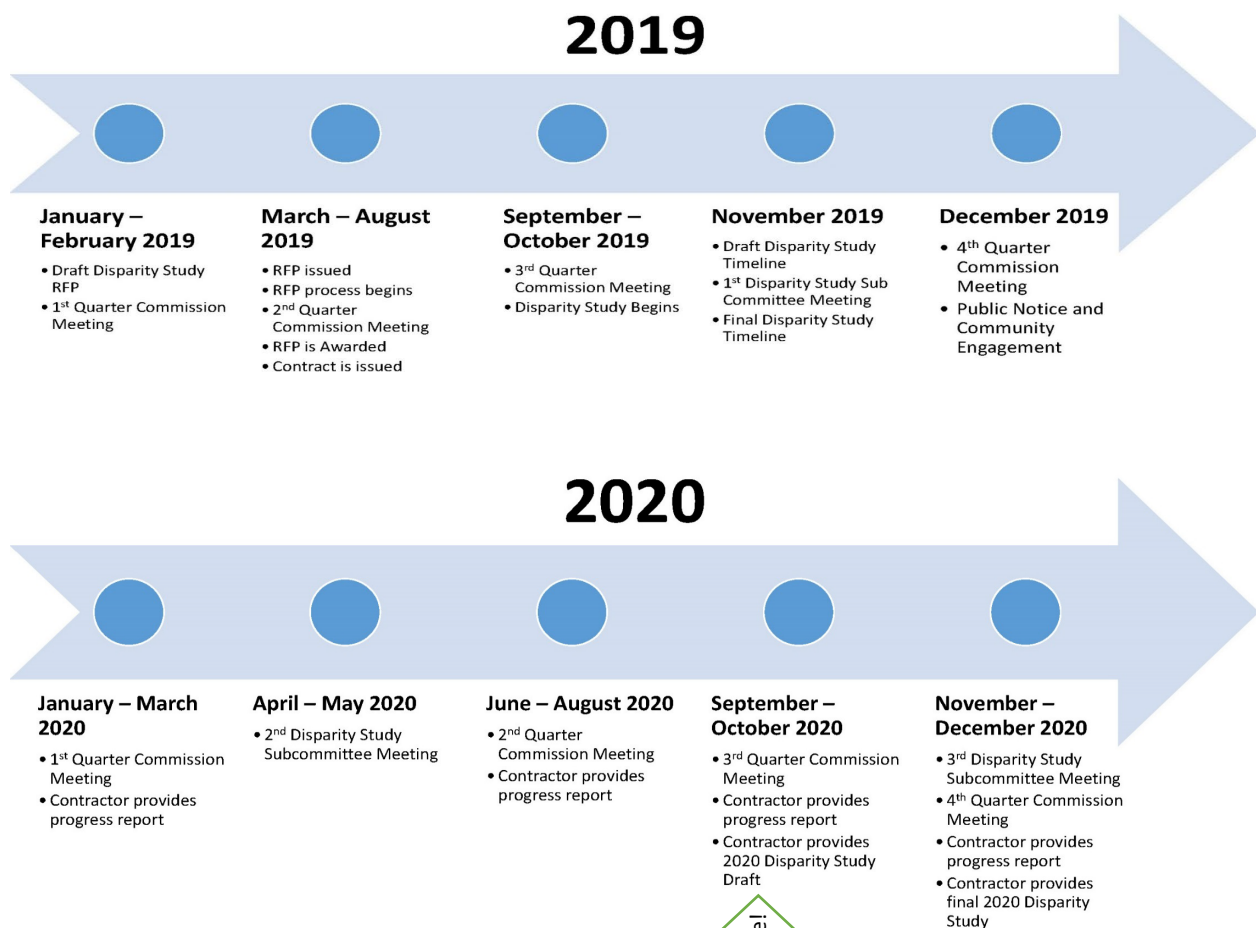 2019
January –
February 2019
• Draft Disparity Study
RFP
• 1st Quarter Commission
Meeting
March – August
2019
• RFP issued
• RFP process begins
• 2nd Quarter
Commission Meeting
• RFP is Awarded
• Contract is issued
September –
October 2019
• 3rd Quarter
Commission Meeting
• Disparity Study Begins
November 2019
• Draft Disparity Study
Timeline
• 1st Disparity Study Sub
Committee Meeting
• Final Disparity Study
Timeline
December 2019
• 4th Quarter
Commission
Meeting
• Public Notice and
Community
Engagement
2020
January – March
2020
• 1st Quarter Commission
Meeting
• Contractor provides
progress report
April – May 2020
• 2nd Disparity Study
Subcommittee Meeting
June – August 2020
• 2nd Quarter
Commission Meeting
• Contractor provides
progress report
September –
October 2020
• 3rd Quarter Commission
Meeting
• Contractor provides
progress report
• Contractor provides
2020 Disparity Study
Draft
November –
December 2020
• 3rd Disparity Study
Subcommittee Meeting
• 4th Quarter Commission
Meeting
• Contractor provides
progress report
• Contractor provides
final 2020 Disparity
Study